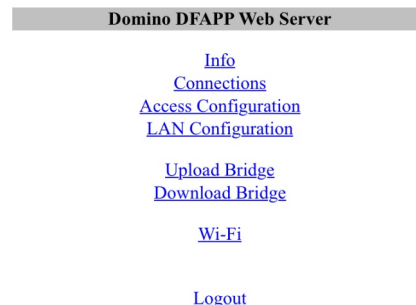 Domino DFAPP Web Server
Info
Connections
Access Configuration
LAN Configuration
Upload Bridge
Download Bridge
Wi-Fi
Logout